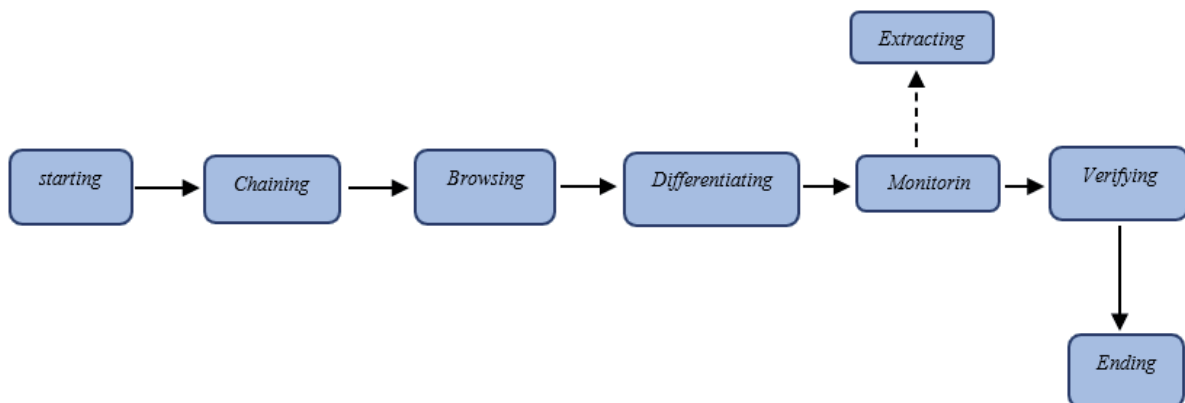 Extracting
starting
Chaining
Browsing
Differentiating
Monitorin
Verifying
Ending